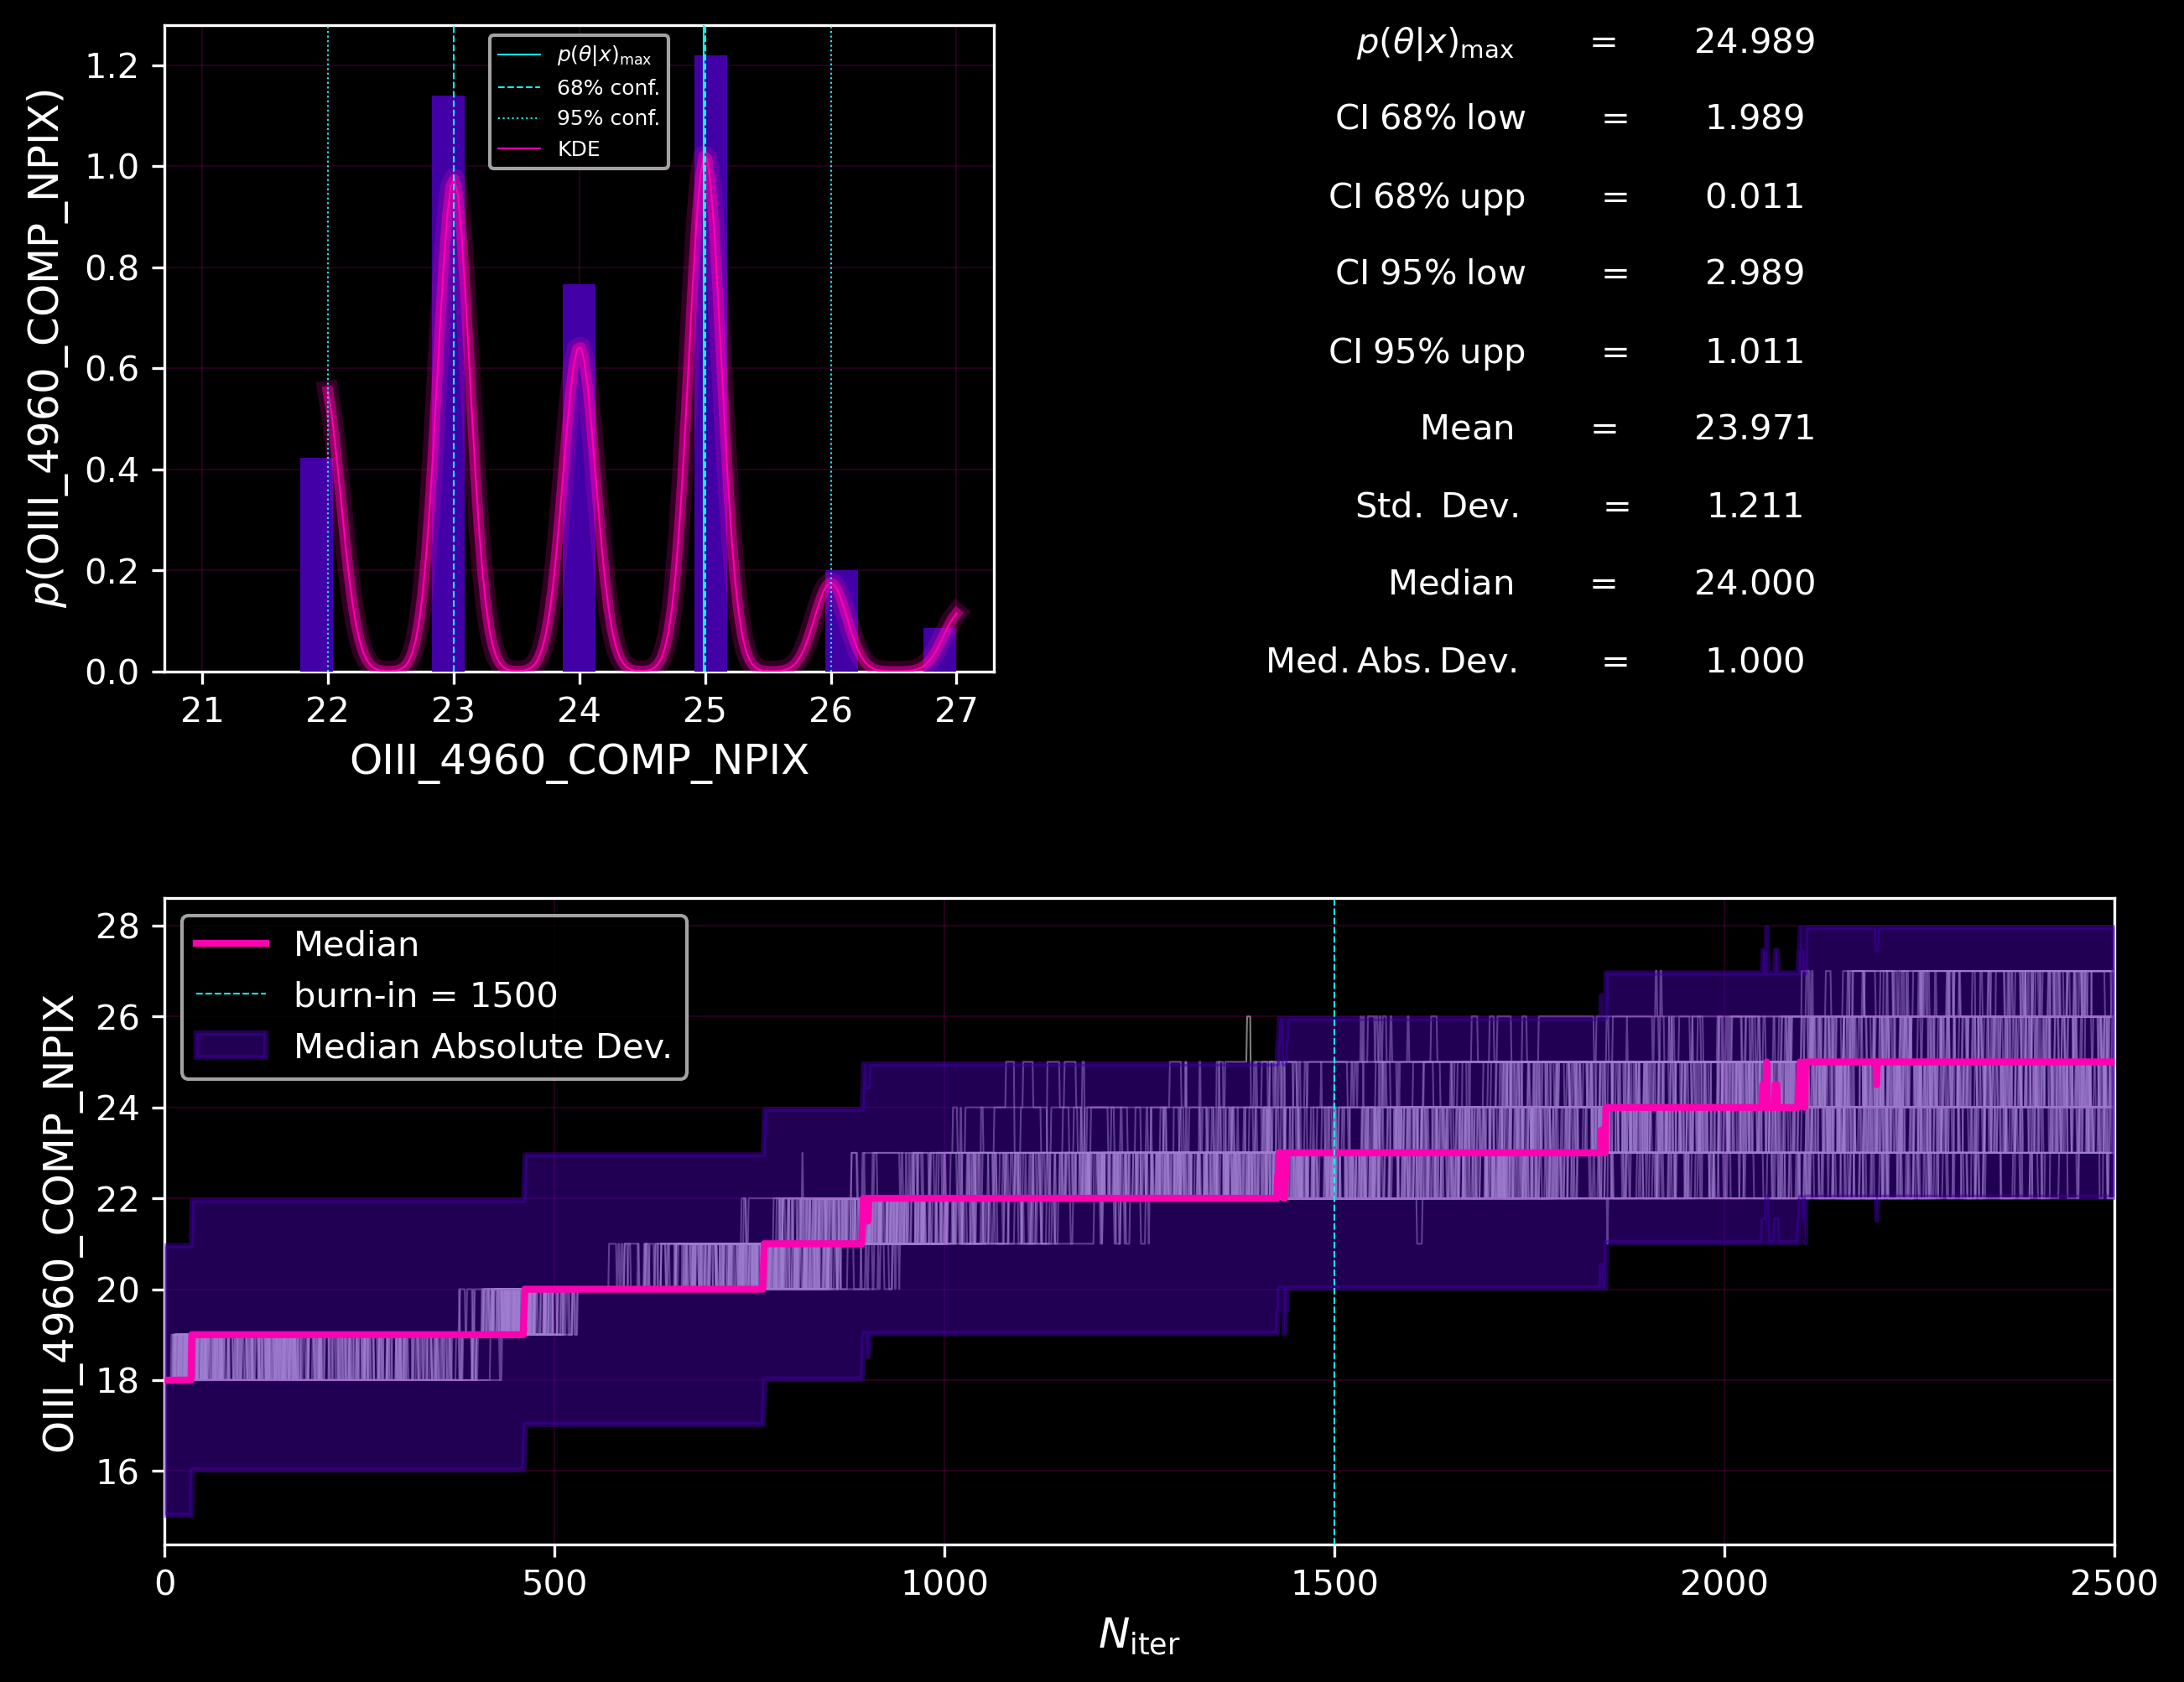 p(OIII_4960_COMP_NPIX)
1.2
1.0
0.8
0.6
0.4
0.2
0.0
p(θ|x)max
68% conf.
95% conf.
KDE
21 22 23 24 25 26 27
OIII_4960_COMP_NPIX
p(θ|x)max = 24.989
CI 68% low = 1.989
CI 68% upp = 0.011
CI 95% low = 2.989
CI 95% upp = 1.011
Mean = 23.971
Std. Dev. = 1.211
Median = 24.000
Med. Abs. Dev. = 1.000
OIII_4960_COMP_NPIX
28
26
24
22
20
18
16
Median
burn-in = 1500
Median Absolute Dev.
0 500 1000 1500 2000 2500
Niter